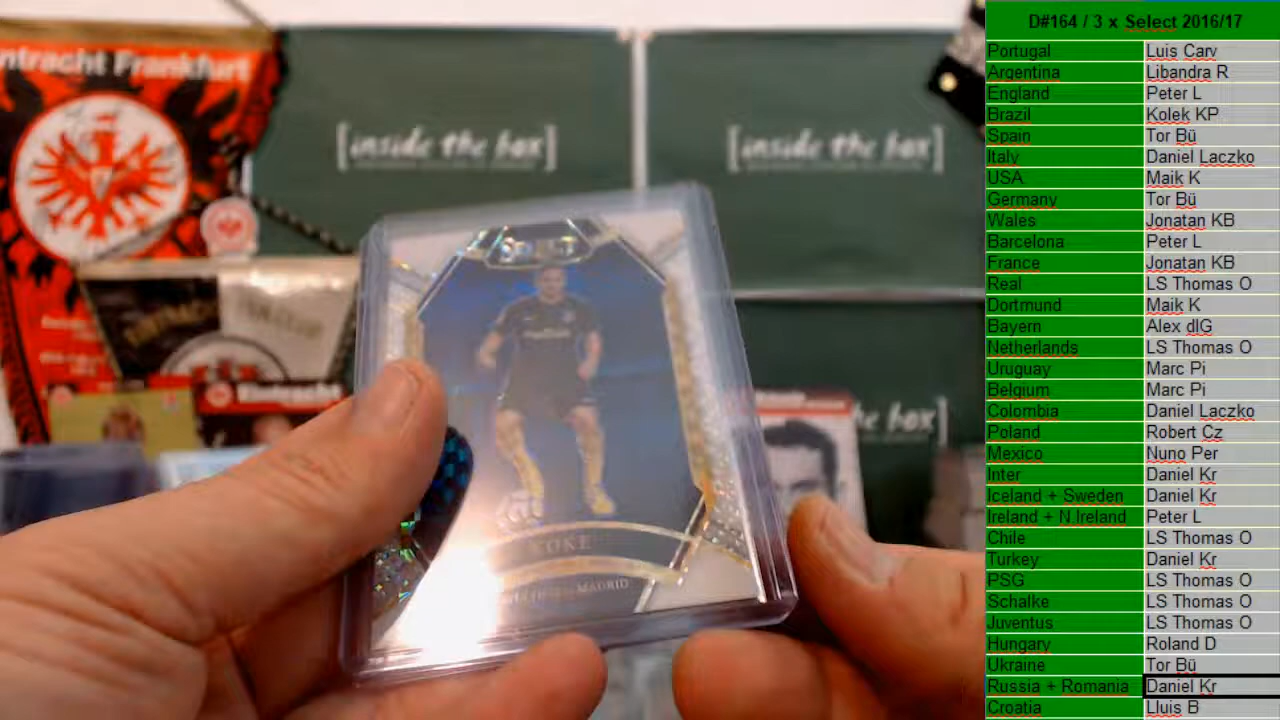 ntracht Frankfurt
[inside the box]
[inside the box]
the box]
KOKE
MADRID
D#164 / 3 x Select 2016/17
Portugal Luis Carv
Argentina Libandra R
England Peter L
Brazil Kolek KP
Spain Tor Bü
Italy Daniel Laczko
USA Maik K
Germany Tor Bü
Wales Jonatan KB
Barcelona Peter L
France Jonatan KB
Real LS Thomas O
Dortmund Maik K
Bayern Alex dlG
Netherlands LS Thomas O
Uruguay Marc Pi
Belgium Marc Pi
Colombia Daniel Laczko
Poland Robert Cz
Mexico Nuno Per
Inter Daniel Kr
Iceland + Sweden Daniel Kr
Ireland + N.Ireland Peter L
Chile LS Thomas O
Turkey Daniel Kr
PSG LS Thomas O
Schalke LS Thomas O
Juventus LS Thomas O
Hungary Roland D
Ukraine Tor Bü
Russia + Romania Daniel Kr
Croatia Lluis B